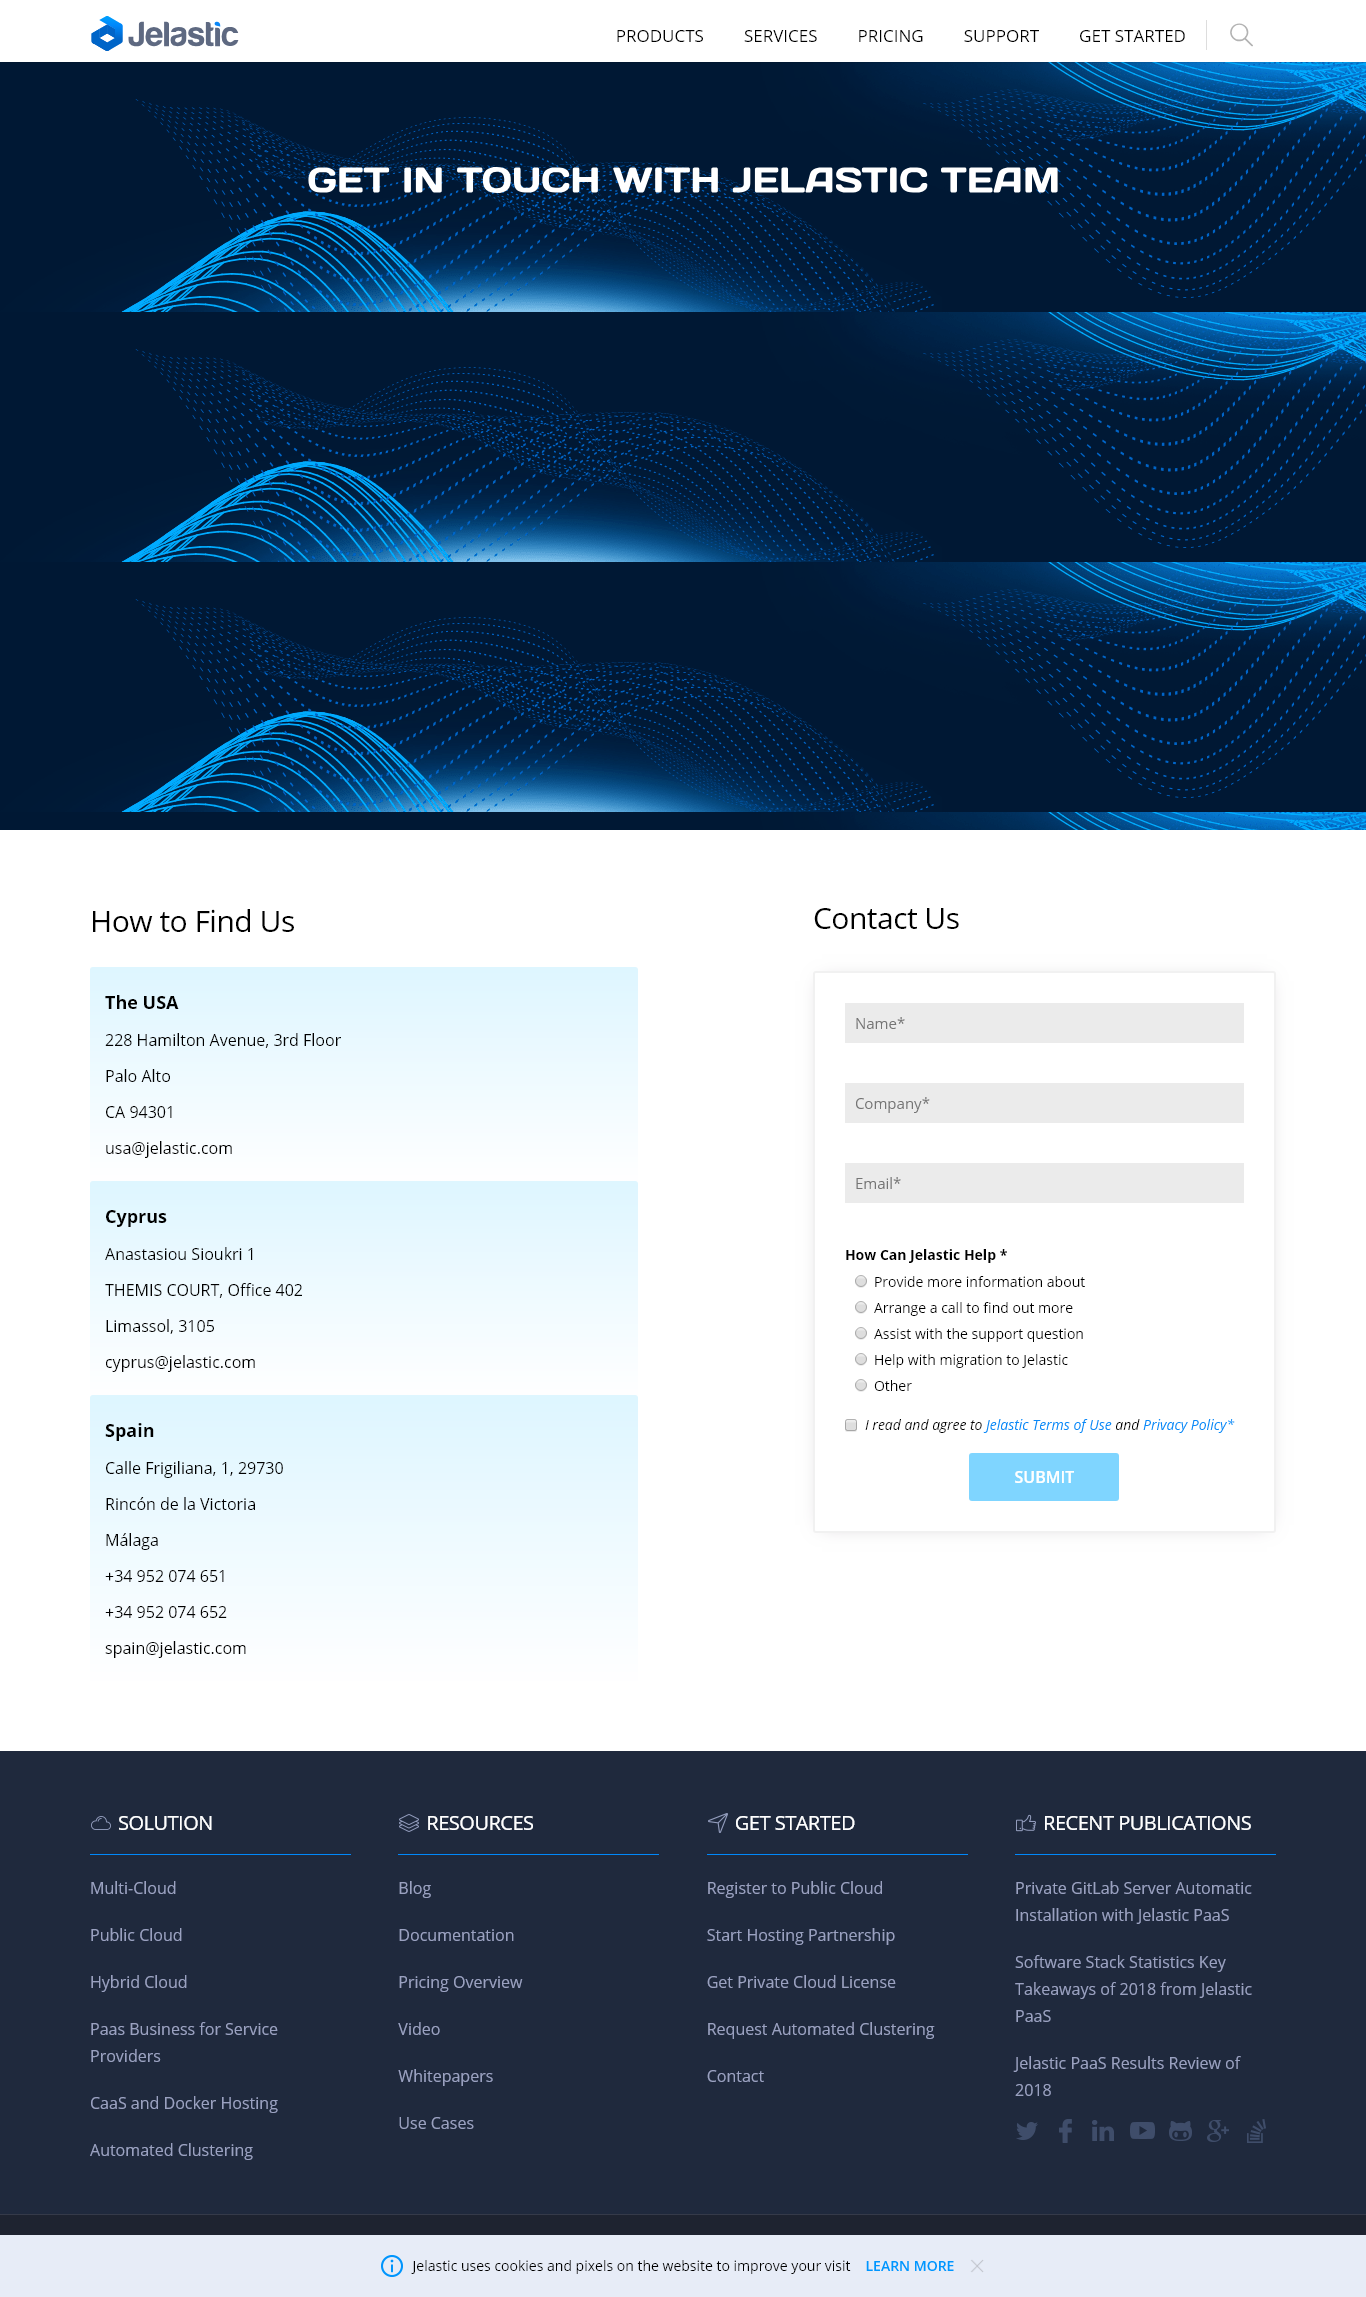 Jelastic
PRODUCTS
SERVICES
PRICING
SUPPORT
GET STARTED
GET IN TOUCH WITH JELASTIC TEAM
How to Find Us
The USA
228 Hamilton Avenue, 3rd Floor
Palo Alto
CA 94301
usa@jelastic.com
Cyprus
Anastasiou Sioukri 1
THEMIS COURT, Office 402
Limassol, 3105
cyprus@jelastic.com
Spain
Calle Frigiliana, 1, 29730
Rincón de la Victoria
Málaga
+34 952 074 651
+34 952 074 652
spain@jelastic.com
Contact Us
Name*
Company*
Email*
How Can Jelastic Help *
Provide more information about
Arrange a call to find out more
Assist with the support question
Help with migration to Jelastic
Other
I read and agree to Jelastic Terms of Use and Privacy Policy*
SUBMIT
SOLUTION
Multi-Cloud
Public Cloud
Hybrid Cloud
Paas Business for Service
Providers
CaaS and Docker Hosting
Automated Clustering
RESOURCES
Blog
Documentation
Pricing Overview
Video
Whitepapers
Use Cases
GET STARTED
Register to Public Cloud
Start Hosting Partnership
Get Private Cloud License
Request Automated Clustering
Contact
RECENT PUBLICATIONS
Private GitLab Server Automatic
Installation with Jelastic PaaS
Software Stack Statistics Key
Takeaways of 2018 from Jelastic
PaaS
Jelastic PaaS Results Review of
2018
Jelastic uses cookies and pixels on the website to improve your visit LEARN MORE